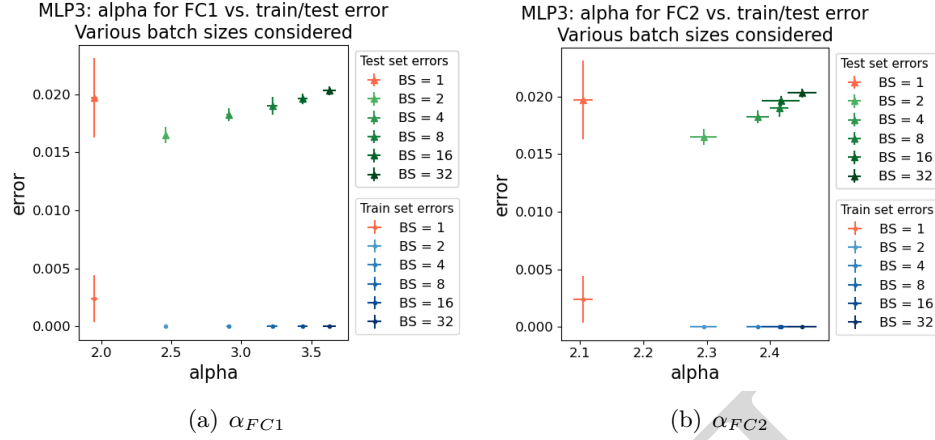 MLP3: alpha for FC1 vs. train/test error
Various batch sizes considered
error
0.020
0.015
0.010
0.005
0.000
2.0 2.5 3.0 3.5
alpha
Test set errors
BS = 1
BS = 2
BS = 4
BS = 8
BS = 16
BS = 32
Train set errors
BS = 1
BS = 2
BS = 4
BS = 8
BS = 16
BS = 32
(a) αFC1
MLP3: alpha for FC2 vs. train/test error
Various batch sizes considered
error
0.020
0.015
0.010
0.005
0.000
2.1 2.2 2.3 2.4
alpha
Test set errors
BS = 1
BS = 2
BS = 4
BS = 8
BS = 16
BS = 32
Train set errors
BS = 1
BS = 2
BS = 4
BS = 8
BS = 16
BS = 32
(b) αFC2